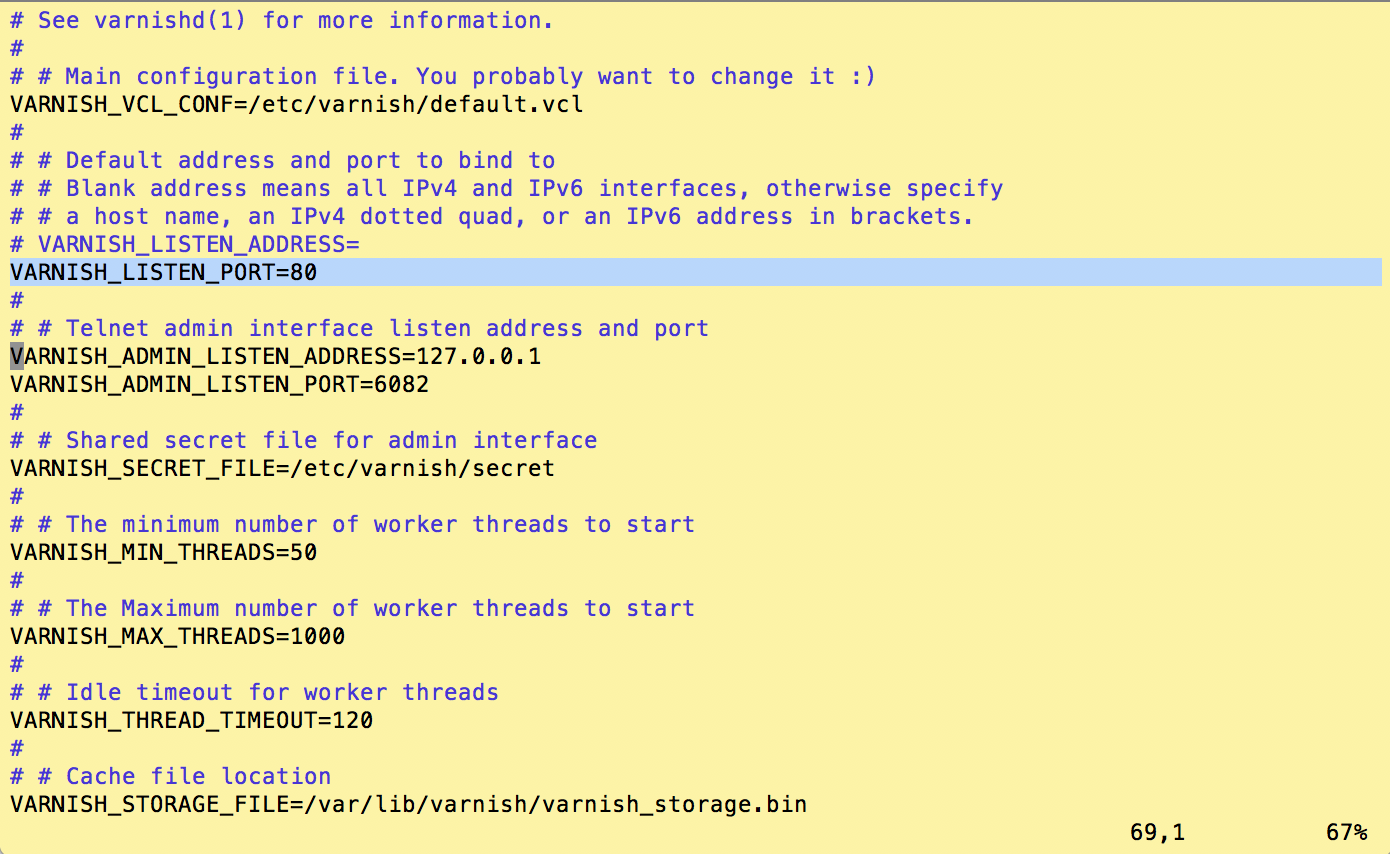 # See varnishd(1) for more information.
#
# # Main configuration file. You probably want to change it :)
VARNISH_VCL_CONF=/etc/varnish/default.vcl
#
# # Default address and port to bind to
# # Blank address means all IPv4 and IPv6 interfaces, otherwise specify
# # a host name, an IPv4 dotted quad, or an IPv6 address in brackets.
# VARNISH_LISTEN_ADDRESS=
VARNISH_LISTEN_PORT=80
#
# # Telnet admin interface listen address and port
VARNISH_ADMIN_LISTEN_ADDRESS=127.0.0.1
VARNISH_ADMIN_LISTEN_PORT=6082
#
# # Shared secret file for admin interface
VARNISH_SECRET_FILE=/etc/varnish/secret
#
# # The minimum number of worker threads to start
VARNISH_MIN_THREADS=50
#
# # The Maximum number of worker threads to start
VARNISH_MAX_THREADS=1000
#
# # Idle timeout for worker threads
VARNISH_THREAD_TIMEOUT=120
#
# # Cache file location
VARNISH_STORAGE_FILE=/var/lib/varnish/varnish_storage.bin
69,1 67%